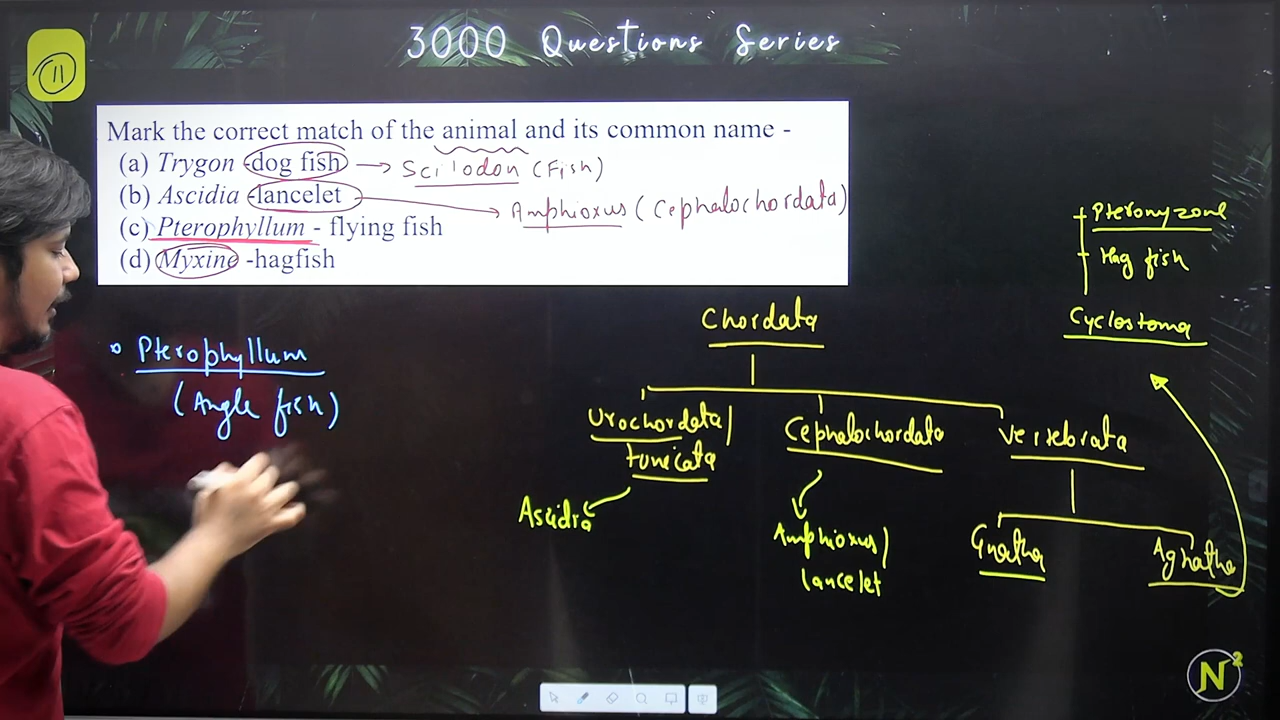 3000 Questions Series
11
Mark the correct match of the animal and its common name -
(a) Trygon -dog fish → Scilodon (Fish)
(b) Ascidia -lancelet → Amphioxus (Cephalochordata)
(c) Pterophyllum - flying fish
(d) Myxine -hagfish
Pteromyzone
Hag fish
Cyclostoma
Chordata
Pterophyllum
(Angle fish)
Urochordata/
Tunicata
Cephalochordata
Vertebrata
Ascidia
Amphioxus/
lancelet
Gnatha
Agnatha
N²